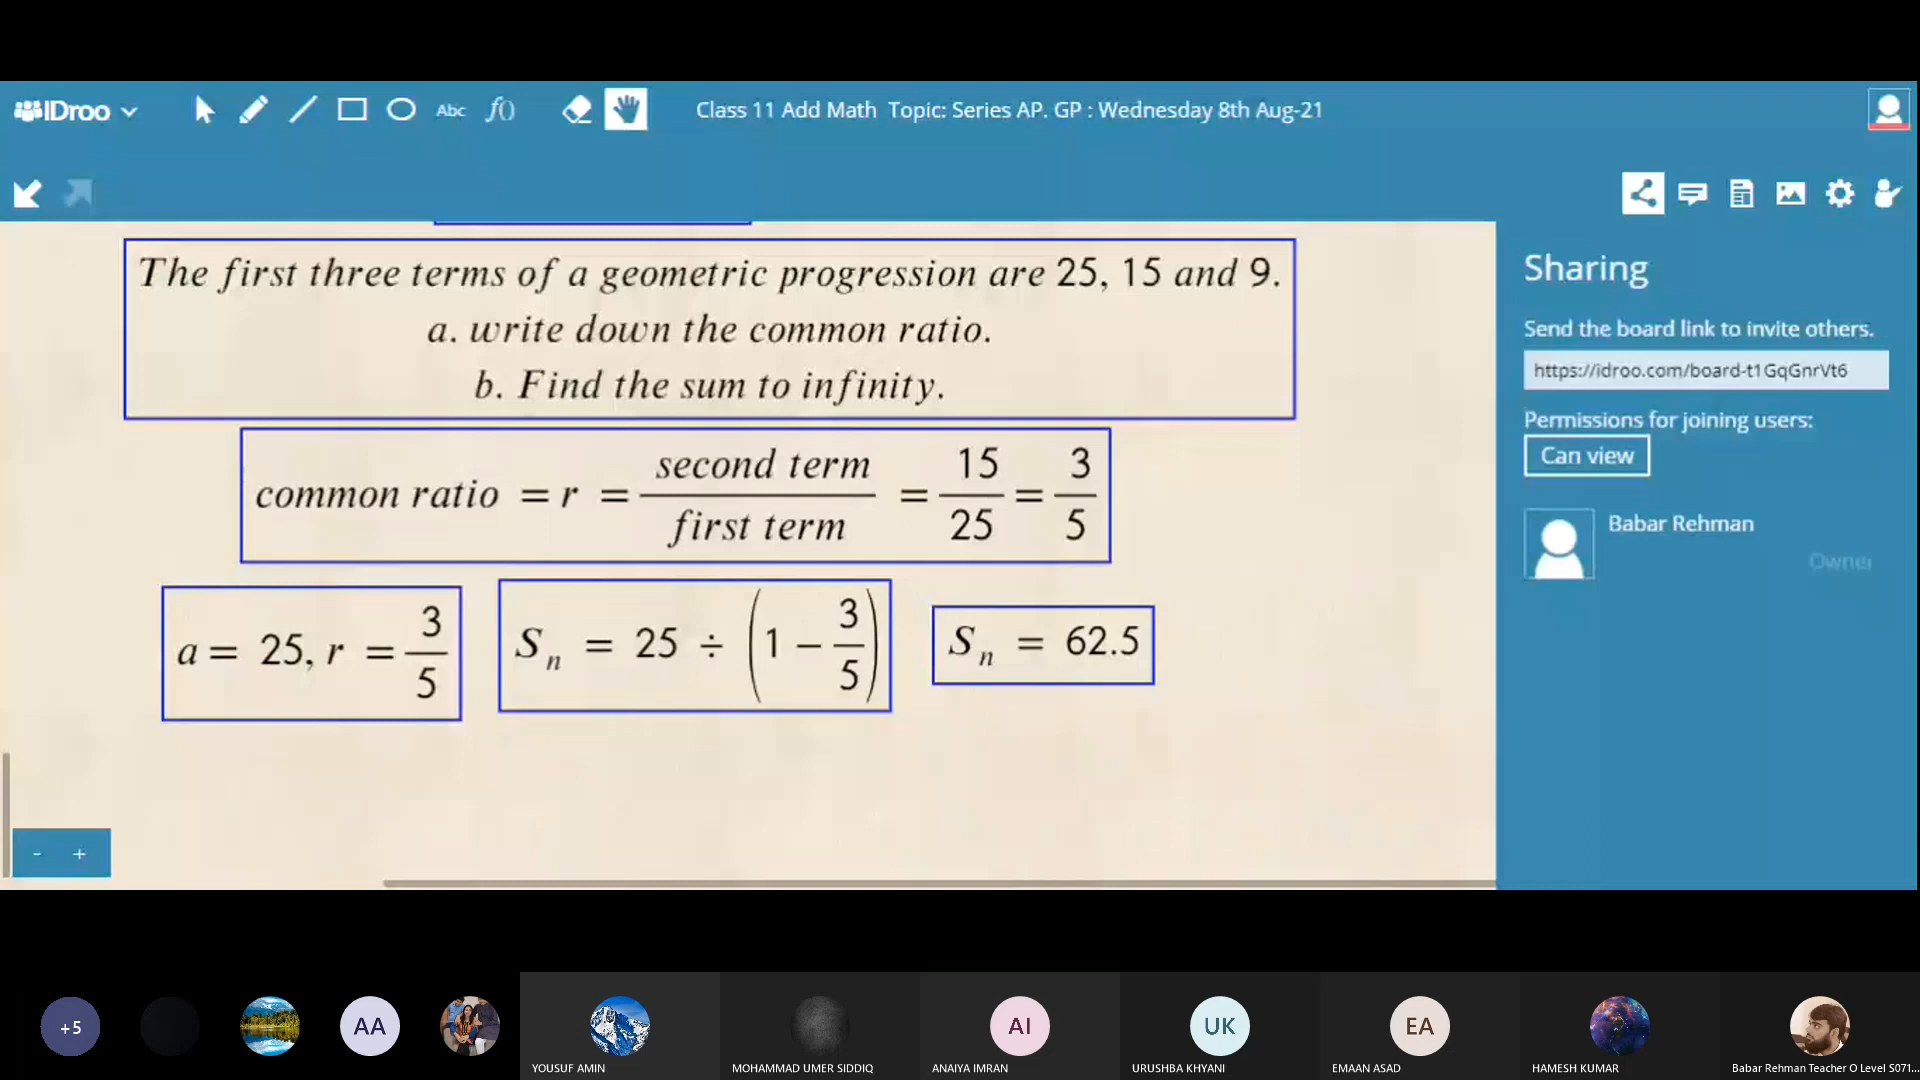 IDroo
Abc
f()
Class 11 Add Math Topic: Series AP. GP : Wednesday 8th Aug-21
The first three terms of a geometric progression are 25, 15 and 9.
a. write down the common ratio.
b. Find the sum to infinity.
common ratio = r = second term / first term = 15/25 = 3/5
a = 25, r = 3/5
S_n = 25 ÷ (1 − 3/5)
S_n = 62.5
- +
Sharing
Send the board link to invite others.
https://idroo.com/board-t1GqGnrVt6
Permissions for joining users:
Can view
Babar Rehman
Owner
+5
AA
AI
UK
EA
YOUSUF AMIN
MOHAMMAD UMER SIDDIQ
ANAIYA IMRAN
URUSHBA KHYANI
EMAAN ASAD
HAMESH KUMAR
Babar Rehman Teacher O Level S071...